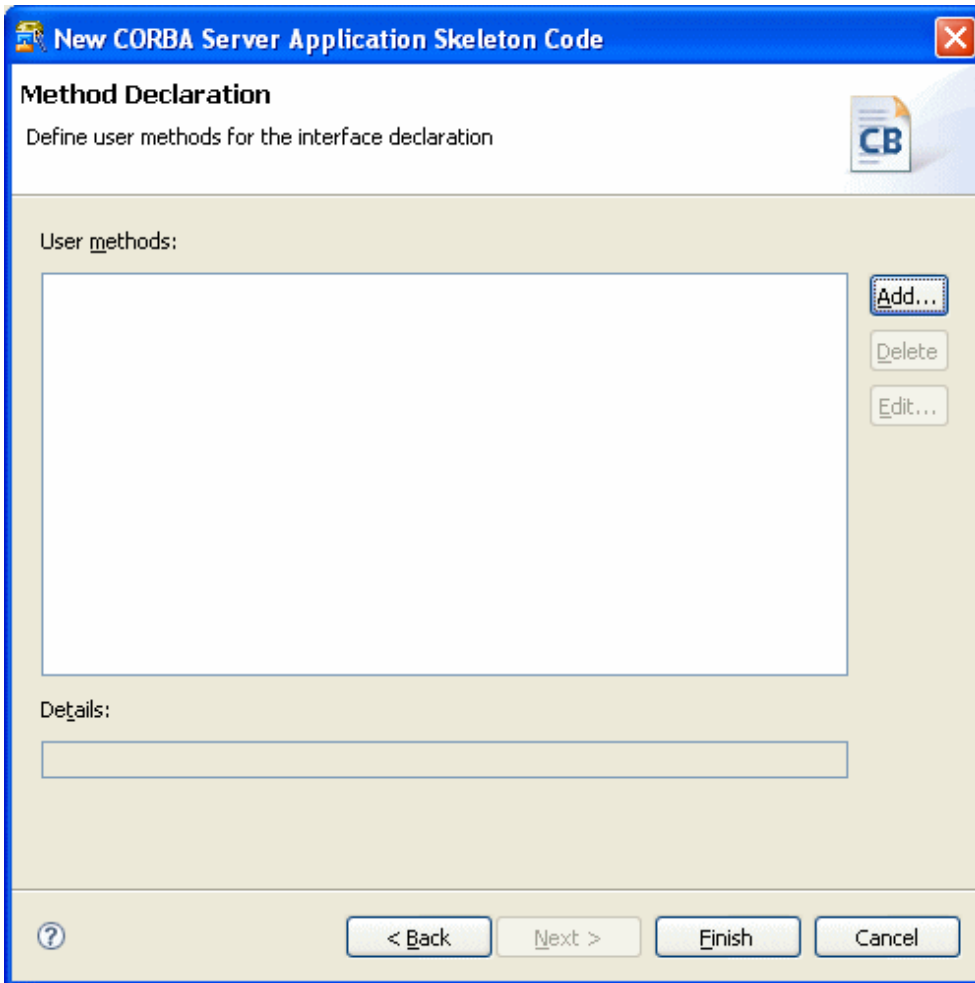 New CORBA Server Application Skeleton Code
Method Declaration
Define user methods for the interface declaration
CB
User methods:
Add...
Delete
Edit...
Details:
?
< Back
Next >
Finish
Cancel